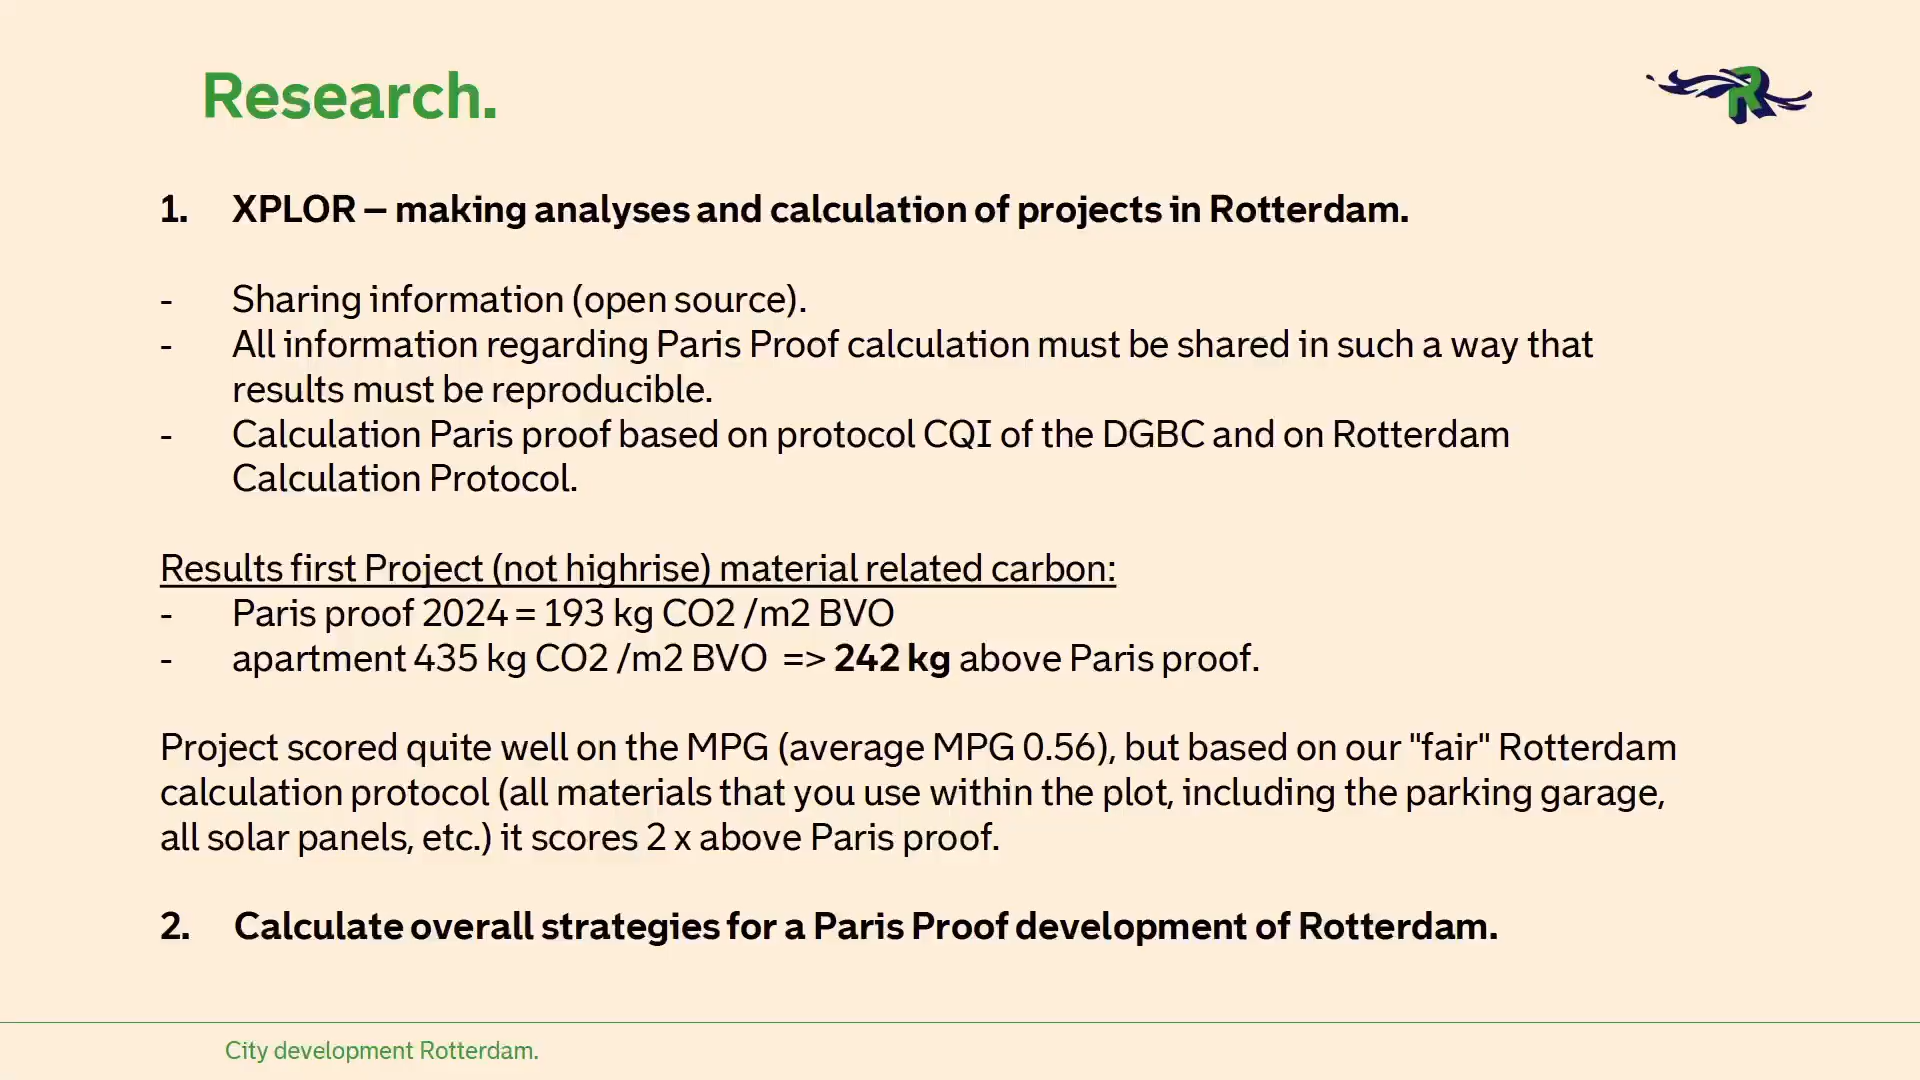 Research.
R
1. XPLOR – making analyses and calculation of projects in Rotterdam.
- Sharing information (open source).
- All information regarding Paris Proof calculation must be shared in such a way that
results must be reproducible.
- Calculation Paris proof based on protocol CQI of the DGBC and on Rotterdam
Calculation Protocol.
Results first Project (not highrise) material related carbon:
- Paris proof 2024 = 193 kg CO2 /m2 BVO
- apartment 435 kg CO2 /m2 BVO => 242 kg above Paris proof.
Project scored quite well on the MPG (average MPG 0.56), but based on our "fair" Rotterdam
calculation protocol (all materials that you use within the plot, including the parking garage,
all solar panels, etc.) it scores 2 x above Paris proof.
2. Calculate overall strategies for a Paris Proof development of Rotterdam.
City development Rotterdam.